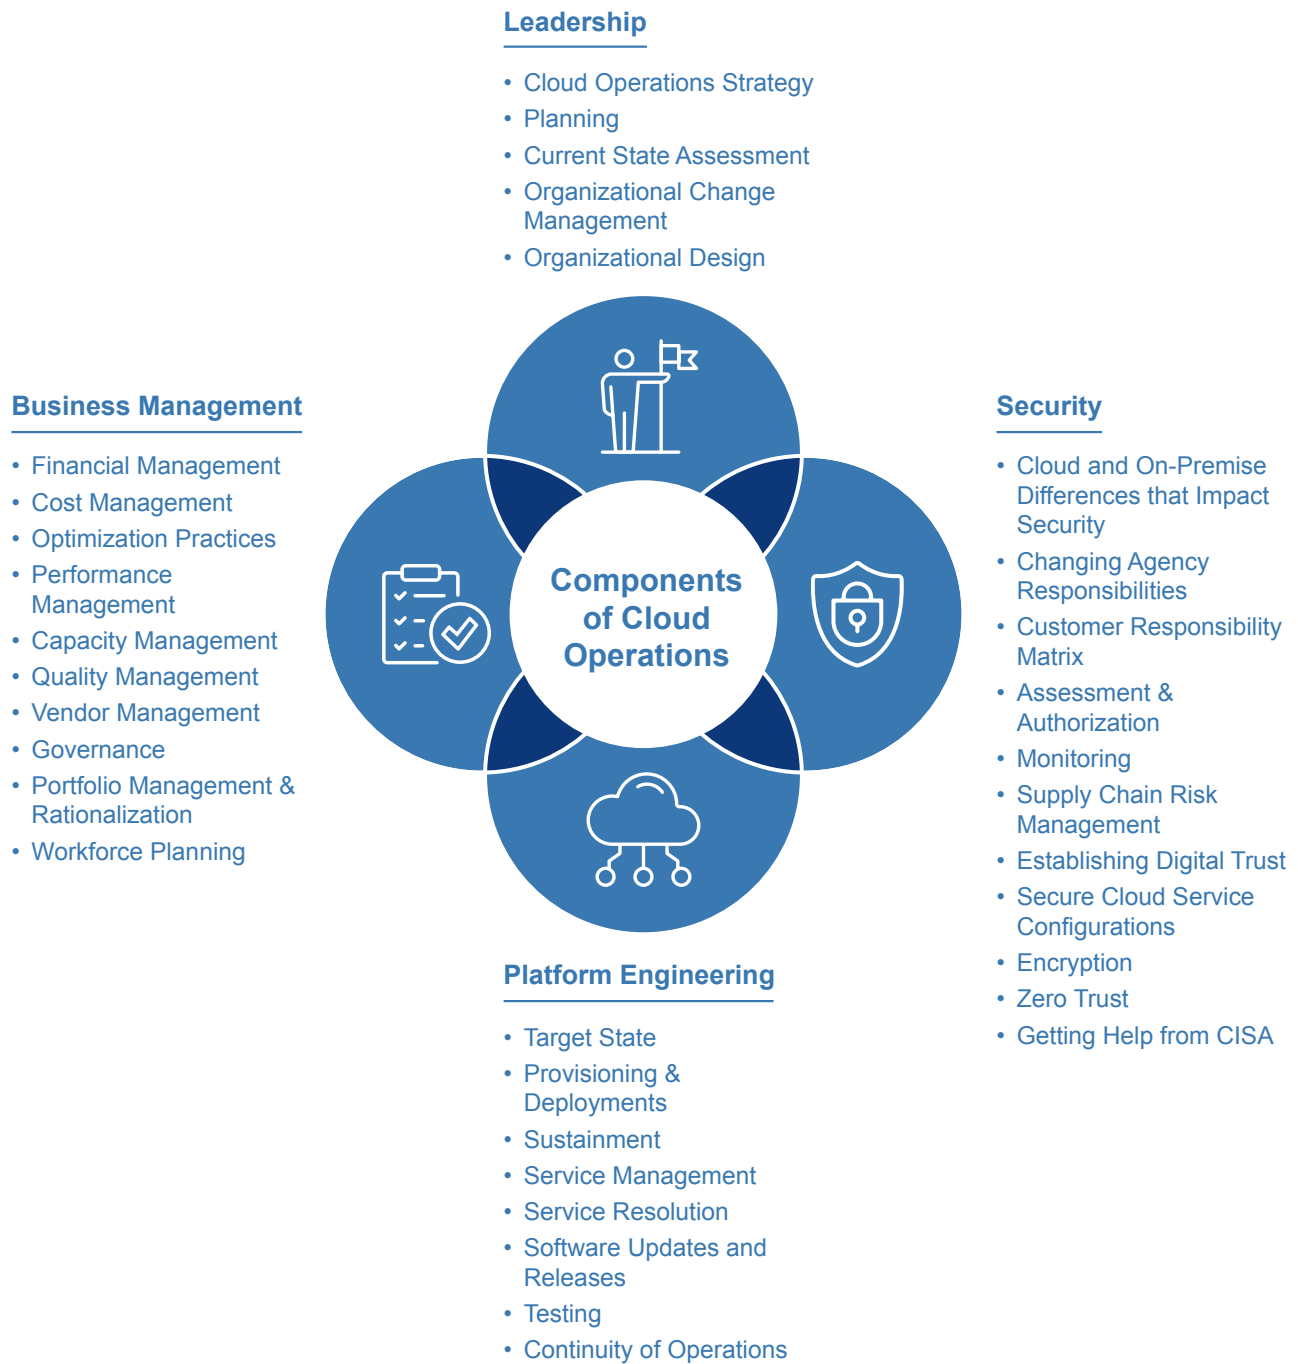 Leadership
• Cloud Operations Strategy
• Planning
• Current State Assessment
• Organizational Change
Management
• Organizational Design
Business Management
• Financial Management
• Cost Management
• Optimization Practices
• Performance
Management
• Capacity Management
• Quality Management
• Vendor Management
• Governance
• Portfolio Management &
Rationalization
• Workforce Planning
Components
of Cloud
Operations
Security
• Cloud and On-Premise
Differences that Impact
Security
• Changing Agency
Responsibilities
• Customer Responsibility
Matrix
• Assessment &
Authorization
• Monitoring
• Supply Chain Risk
Management
• Establishing Digital Trust
• Secure Cloud Service
Configurations
• Encryption
• Zero Trust
• Getting Help from CISA
Platform Engineering
• Target State
• Provisioning &
Deployments
• Sustainment
• Service Management
• Service Resolution
• Software Updates and
Releases
• Testing
• Continuity of Operations